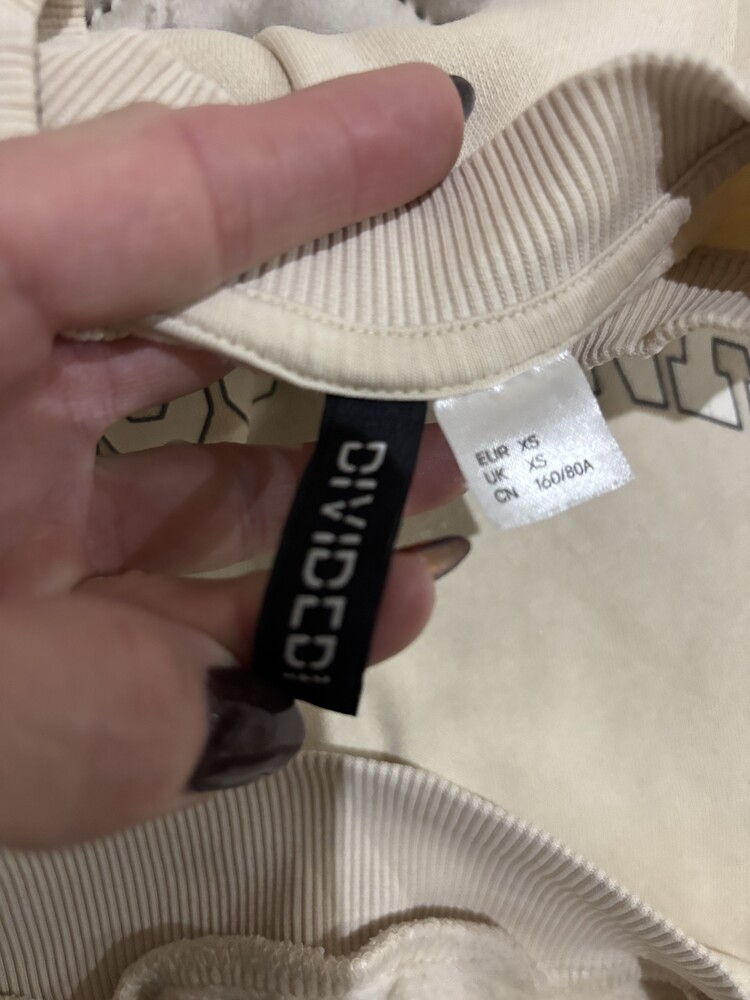 DIVIDED
H&M
EUR XS
UK XS
CN 160/80A